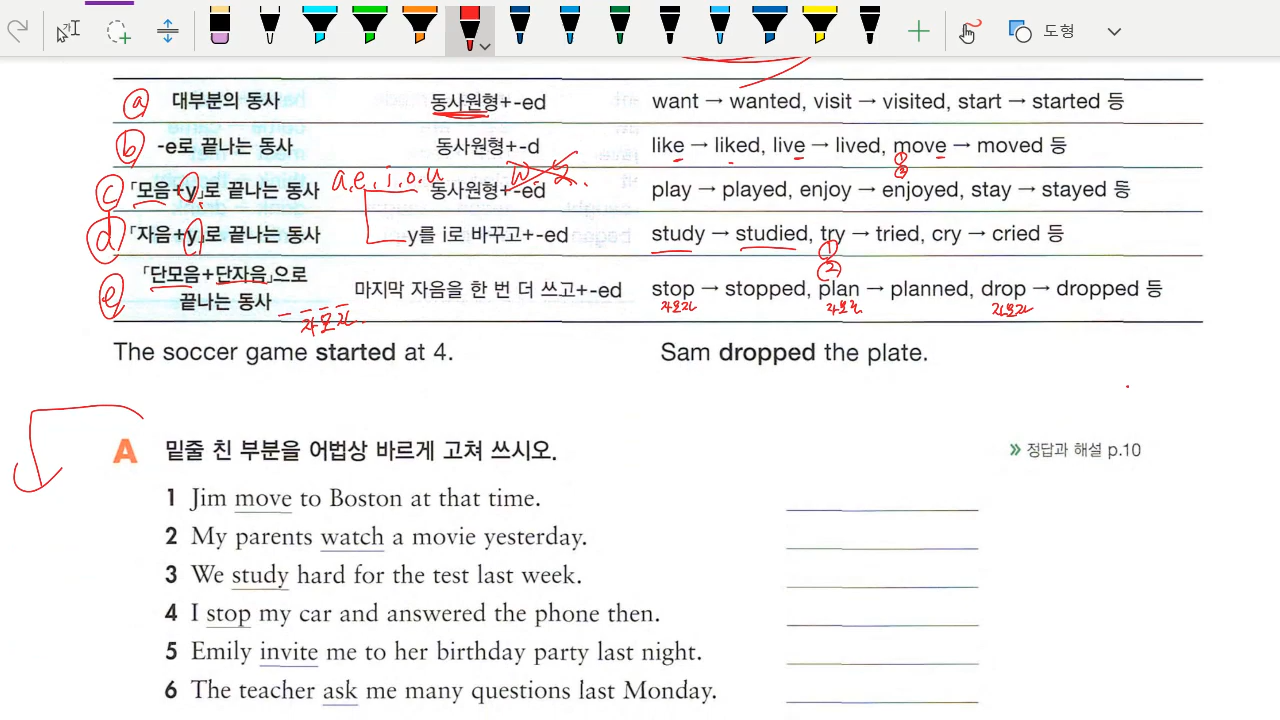 도형
ⓐ 대부분의 동사 동사원형+-ed want → wanted, visit → visited, start → started 등
ⓑ -e로 끝나는 동사 동사원형+-d like → liked, live → lived, move → moved 등
a, e, i, o, u w. y.
ⓒ 「모음+y」로 끝나는 동사 동사원형+-ed play → played, enjoy → enjoyed, stay → stayed 등
ⓓ 「자음+y」로 끝나는 동사 y를 i로 바꾸고+-ed study → studied, try → tried, cry → cried 등
ⓔ 「단모음+단자음」으로
끝나는 동사 마지막 자음을 한 번 더 쓰고+-ed stop → stopped, plan → planned, drop → dropped 등
자모자 자모자 자모자
자모자
The soccer game started at 4. Sam dropped the plate.
A 밑줄 친 부분을 어법상 바르게 고쳐 쓰시오. » 정답과 해설 p.10
1 Jim move to Boston at that time.
2 My parents watch a movie yesterday.
3 We study hard for the test last week.
4 I stop my car and answered the phone then.
5 Emily invite me to her birthday party last night.
6 The teacher ask me many questions last Monday.